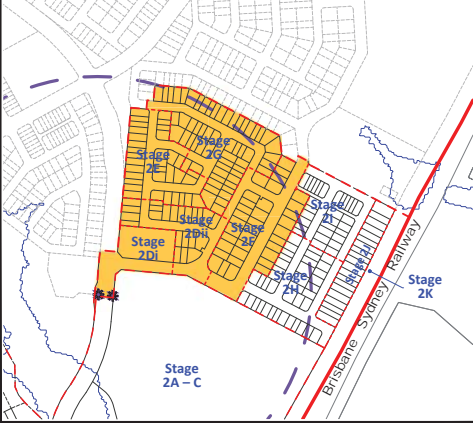 Stage
2G
Stage
2E
Stage
2I
Stage
2Dii
Stage
2F
Stage
2Di
Stage 2J
Stage
2H
Stage
2K
Brisbane Sydney Railway
Stage
2A – C